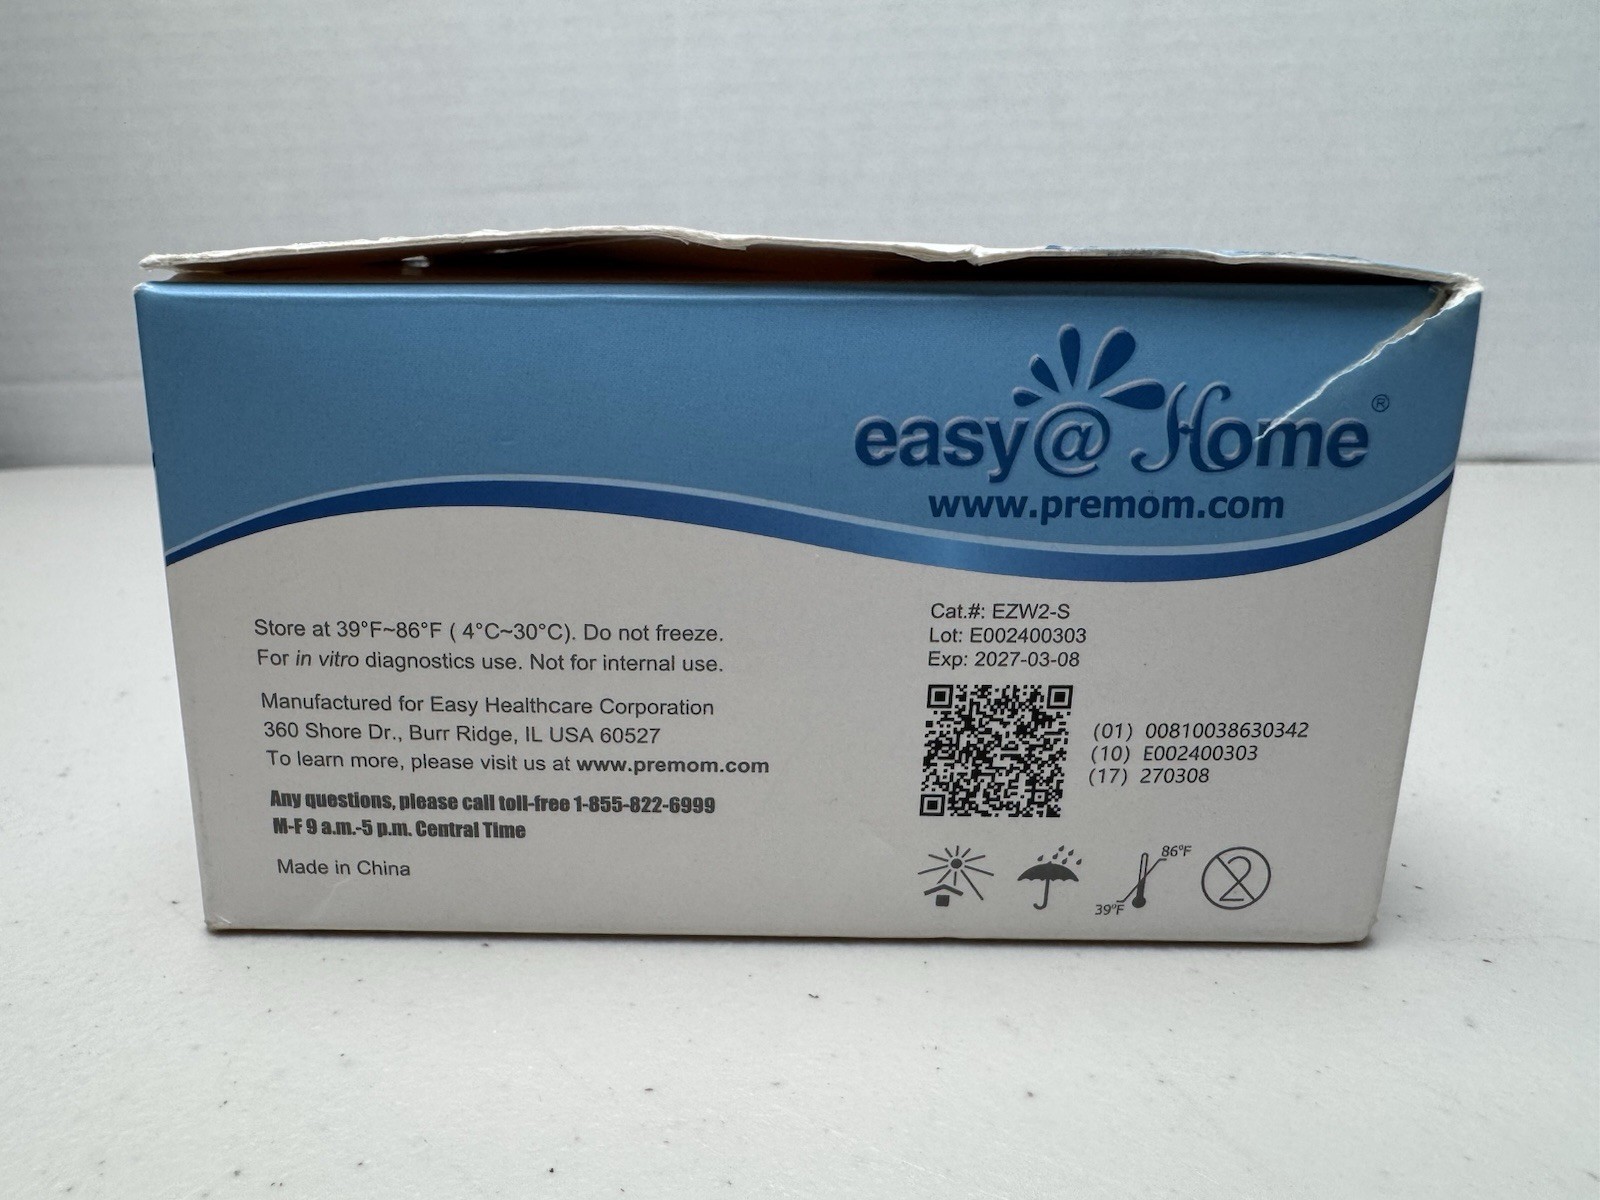 easy@Home®
www.premom.com
Store at 39°F~86°F ( 4°C~30°C). Do not freeze.
For in vitro diagnostics use. Not for internal use.
Manufactured for Easy Healthcare Corporation
360 Shore Dr., Burr Ridge, IL USA 60527
To learn more, please visit us at www.premom.com
Any questions, please call toll-free 1-855-822-6999
M-F 9 a.m.-5 p.m. Central Time
Made in China
Cat.#: EZW2-S
Lot: E002400303
Exp: 2027-03-08
(01) 00810038630342
(10) E002400303
(17) 270308
86°F
39°F
2